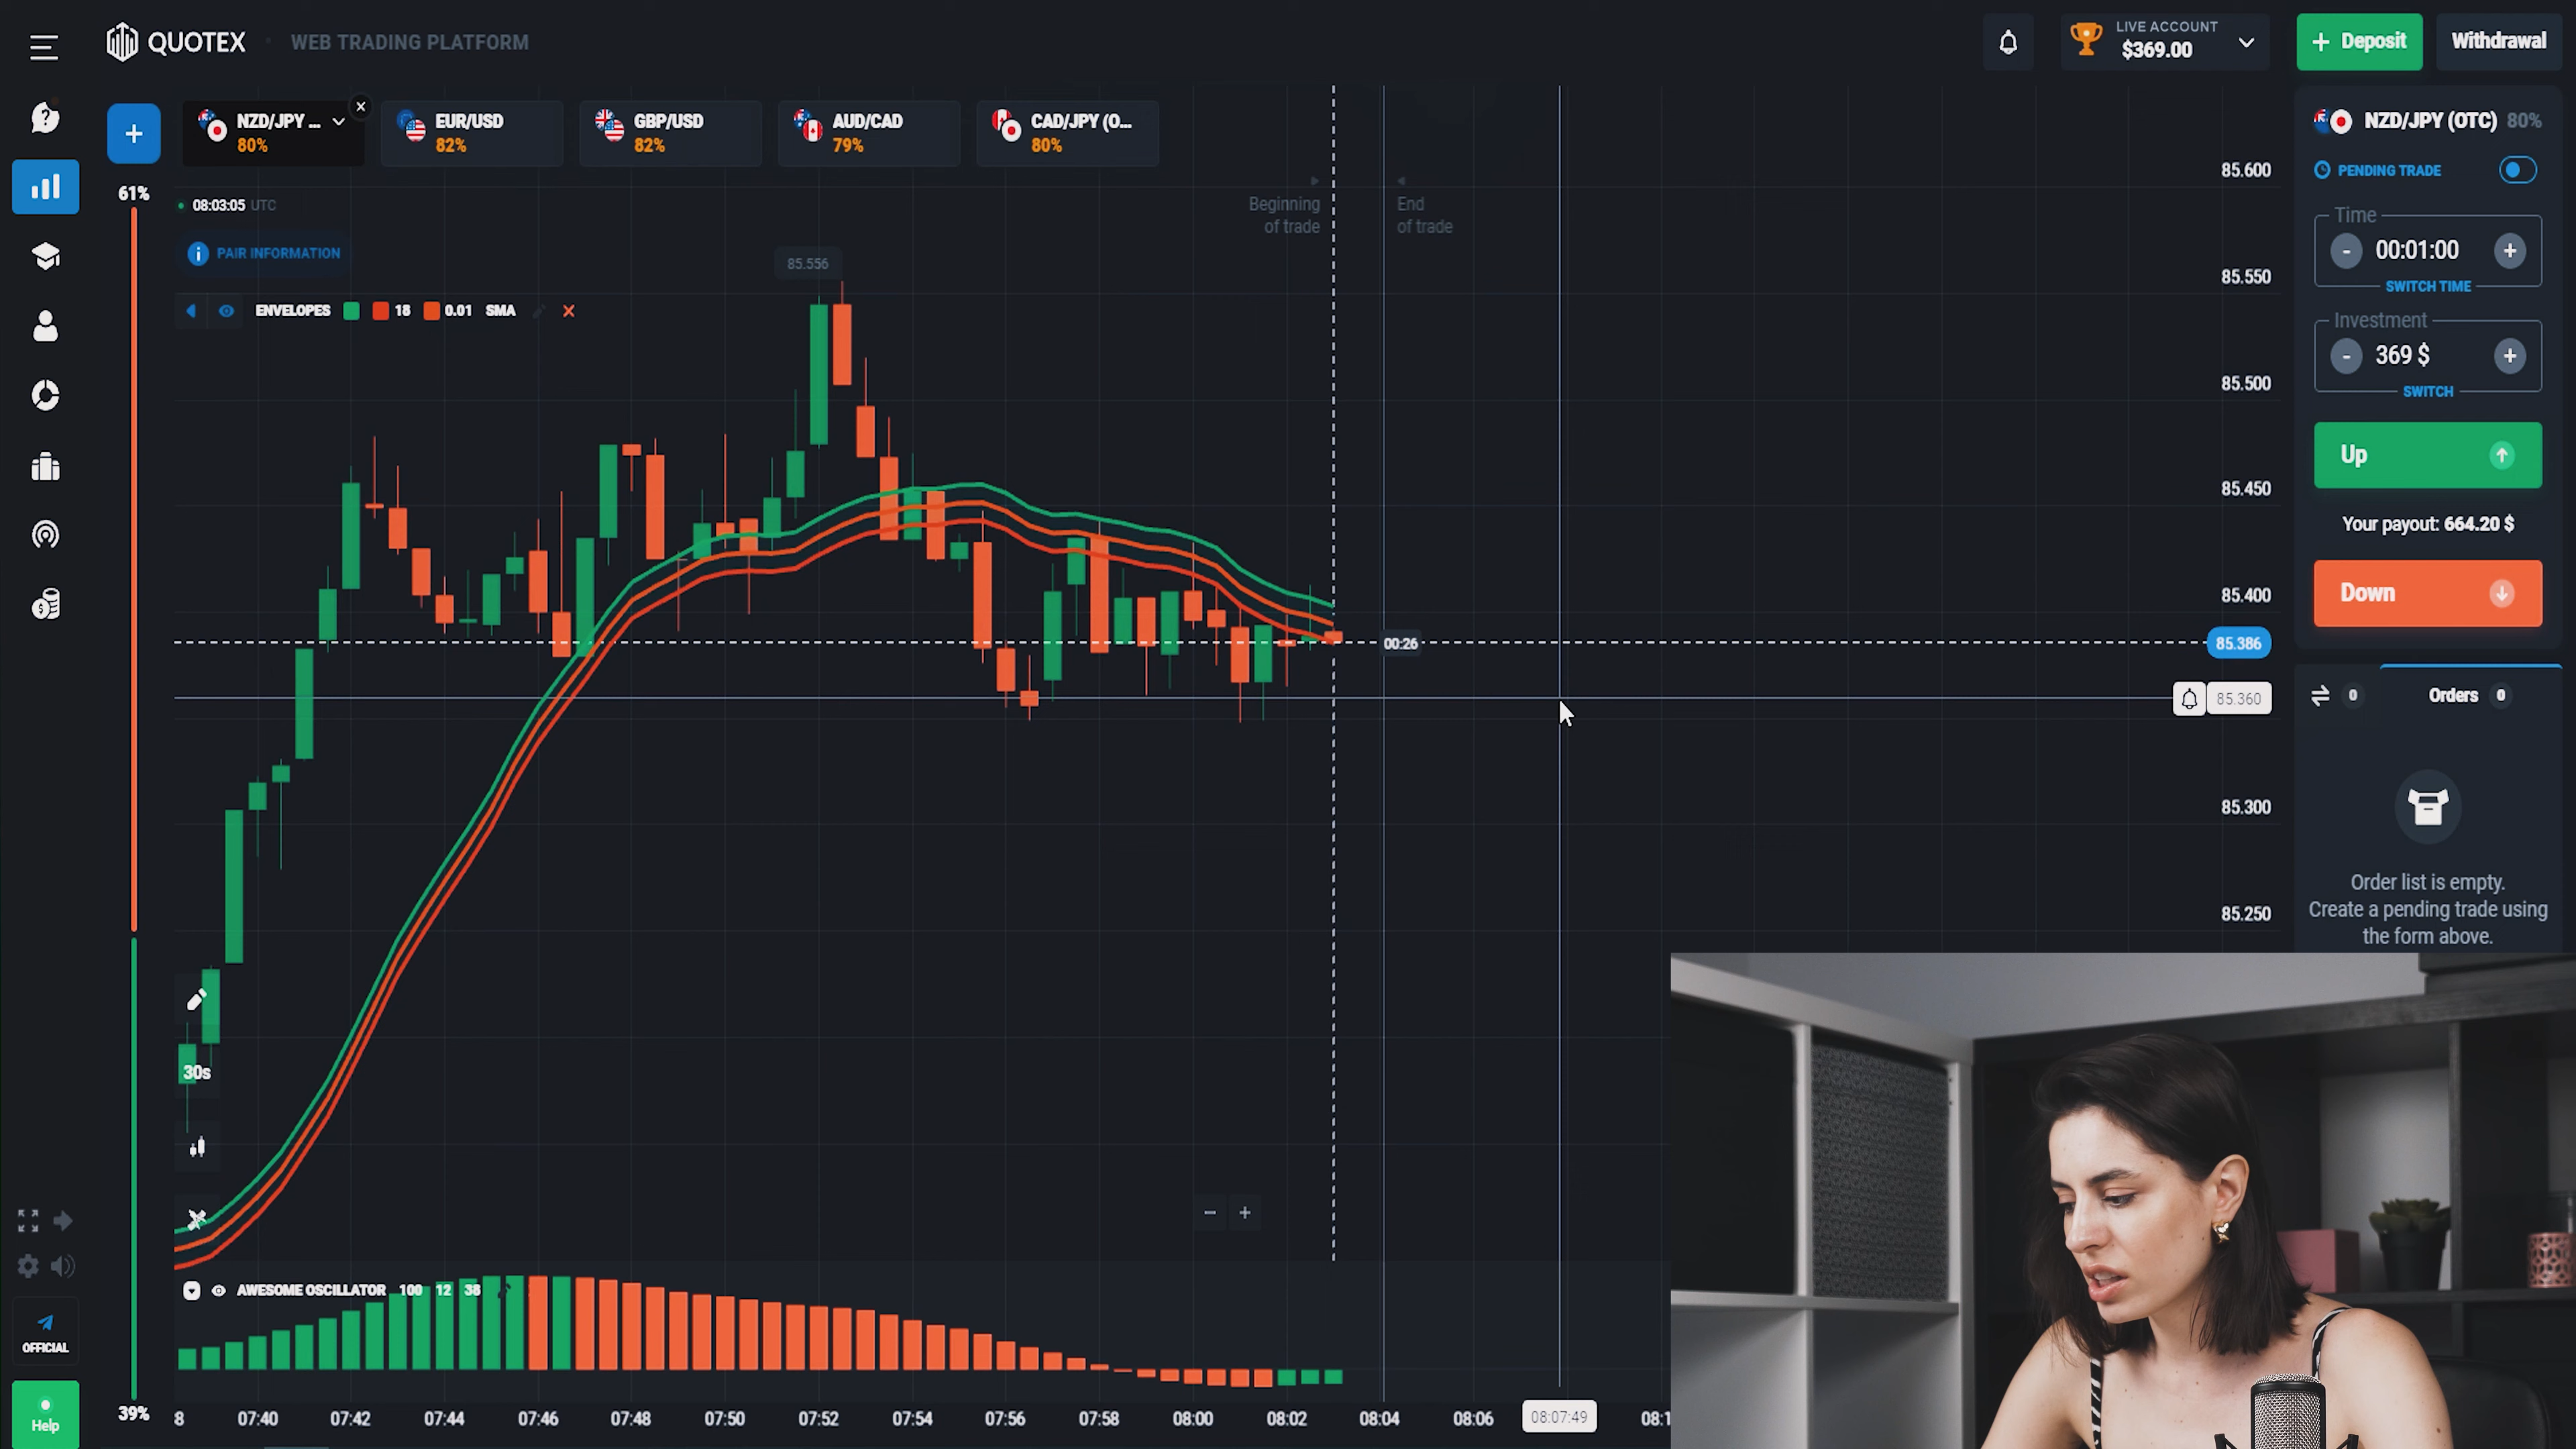 QUOTEX
WEB TRADING PLATFORM
LIVE ACCOUNT
$369.00
+ Deposit
Withdrawal
+
NZD/JPY ...
80%
EUR/USD
82%
GBP/USD
82%
AUD/CAD
79%
CAD/JPY (O...
80%
61%
08:03:05 UTC
PAIR INFORMATION
ENVELOPES 18 0.01 SMA
85.556
Beginning
of trade
End
of trade
85.600
85.550
85.500
85.450
85.400
85.386
85.360
85.300
85.250
00:26
NZD/JPY (OTC) 80%
PENDING TRADE
Time
- 00:01:00 +
SWITCH TIME
Investment
- 369 $ +
SWITCH
Up
Your payout: 664.20 $
Down
0
Orders 0
Order list is empty.
Create a pending trade using
the form above.
30s
− +
AWESOME OSCILLATOR 100 12 38
OFFICIAL
Help
39%
8 07:40 07:42 07:44 07:46 07:48 07:50 07:52 07:54 07:56 07:58 08:00 08:02 08:04 08:06 08:07:49 08:1